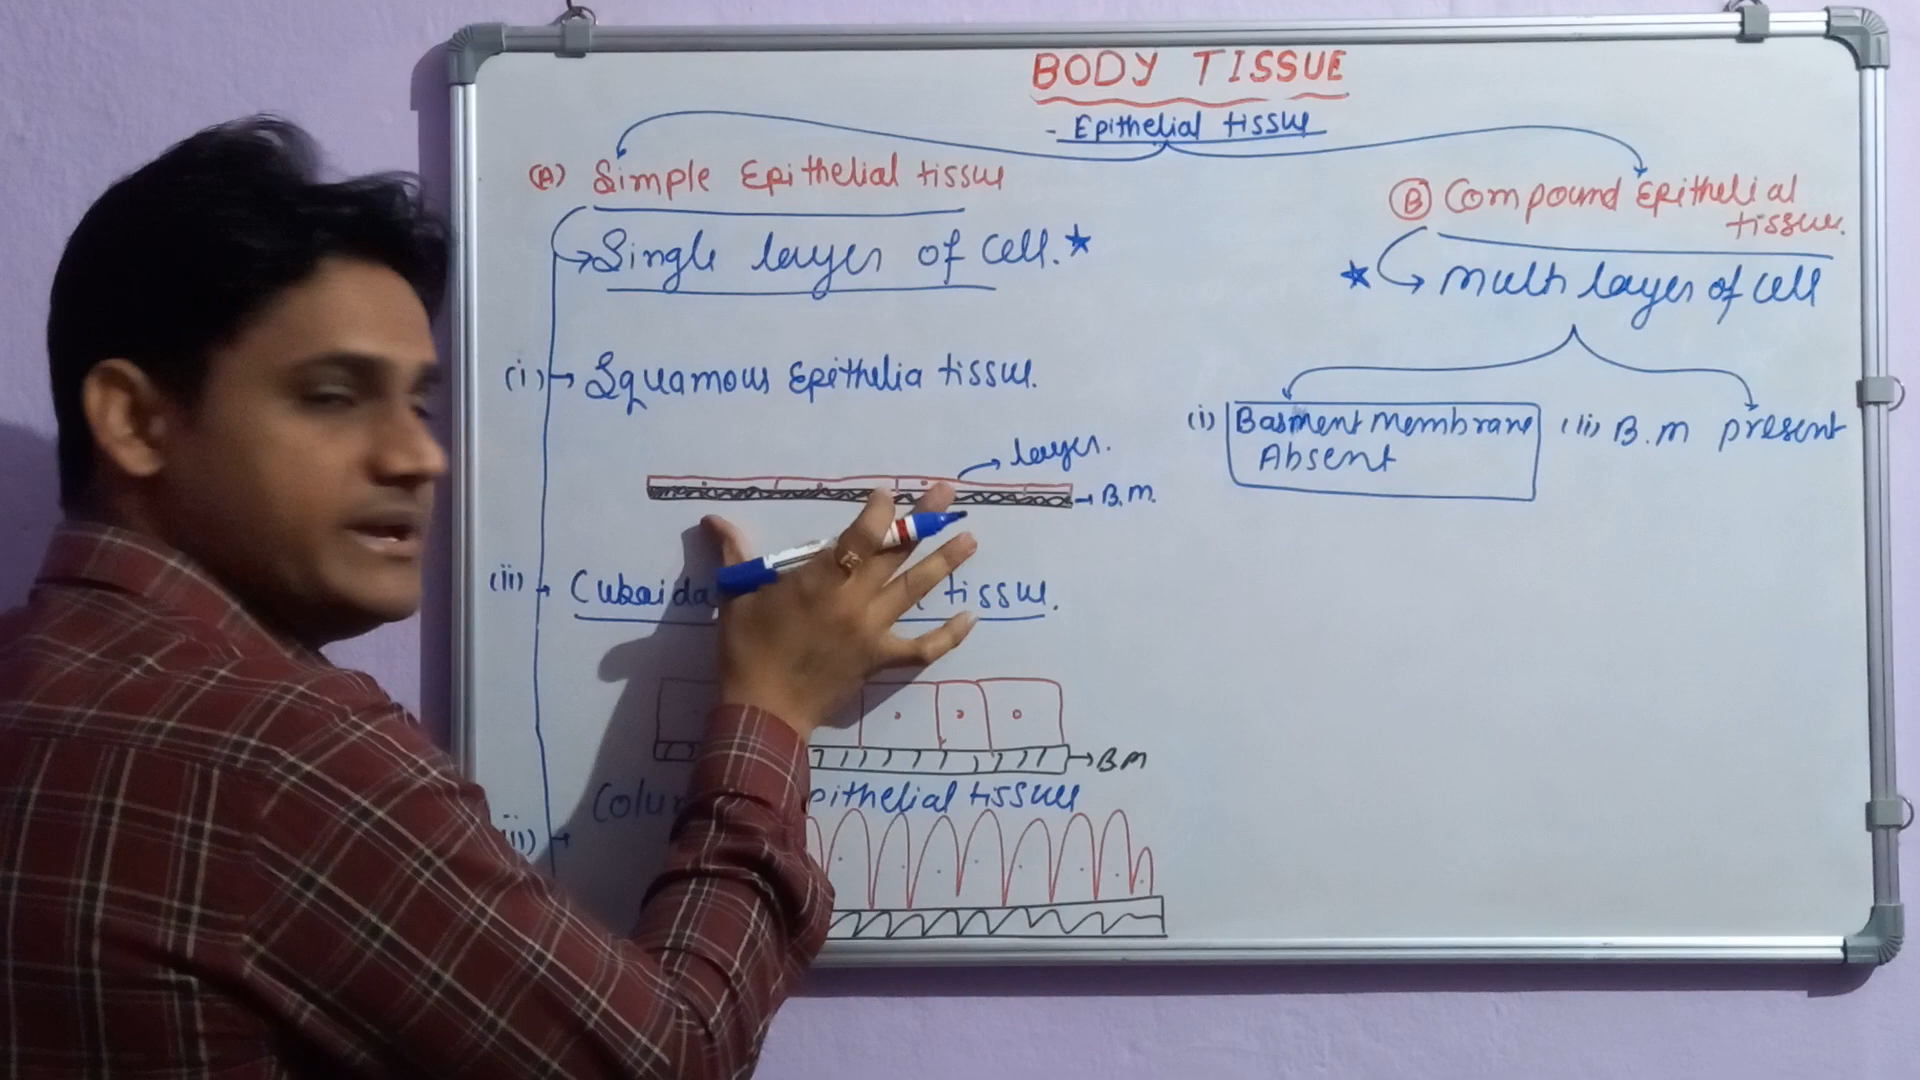 BODY TISSUE
- Epithelial tissue
(A) Simple Epithelial tissue
Single layer of cell.
(i) Squamous Epithelia tissue.
layer.
B.M.
(ii) tissue.
B M
pithelial tissue
(B) Compound Epithelial
tissue.
multi layer of cell
(i) Basment Membrane
Absent
(ii) B.M present